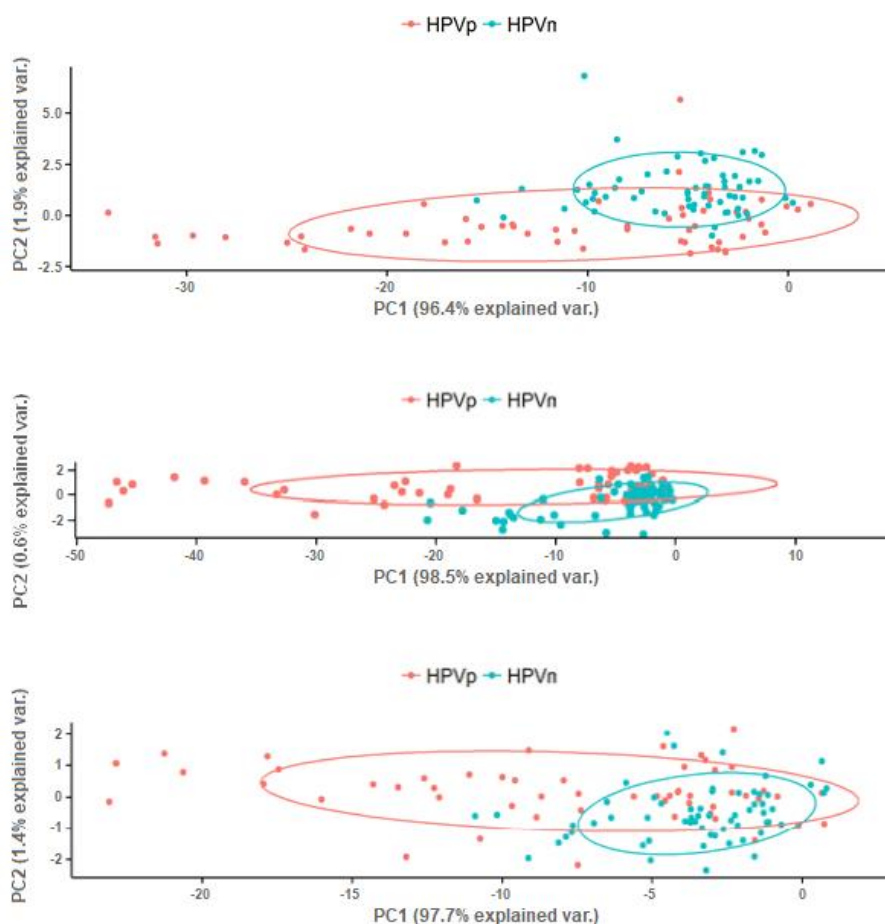 HPVp HPVn
PC2 (1.9% explained var.)
5.0
2.5
0.0
-2.5
-30 -20 -10 0
PC1 (96.4% explained var.)
HPVp HPVn
PC2 (0.6% explained var.)
2
0
-2
-50 -40 -30 -20 -10 0 10
PC1 (98.5% explained var.)
HPVp HPVn
PC2 (1.4% explained var.)
2
1
0
-1
-2
-20 -15 -10 -5 0
PC1 (97.7% explained var.)